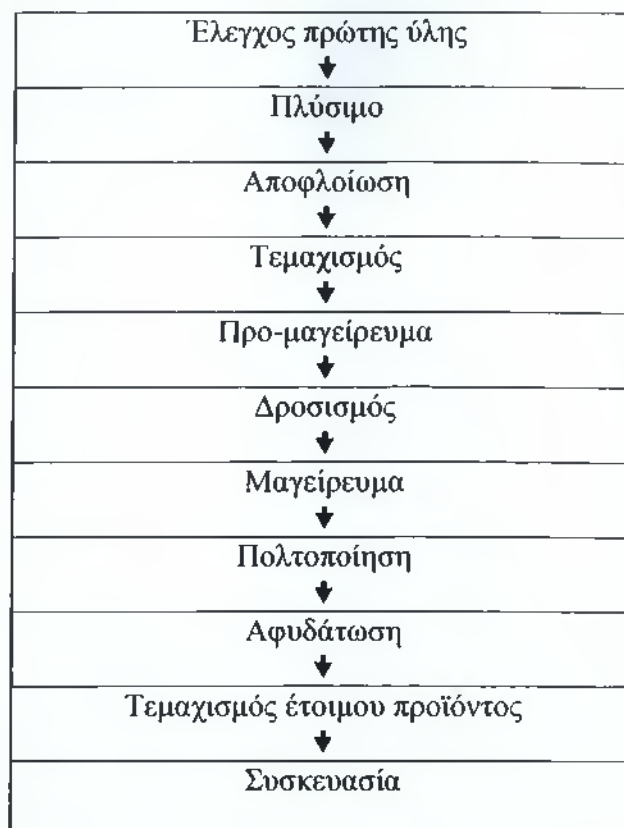 Έλεγχος πρώτης ύλης
Πλύσιμο
Αποφλοίωση
Τεμαχισμός
Προ-μαγείρευμα
Δροσισμός
Μαγείρευμα
Πολτοποίηση
Αφυδάτωση
Τεμαχισμός έτοιμου προϊόντος
Συσκευασία